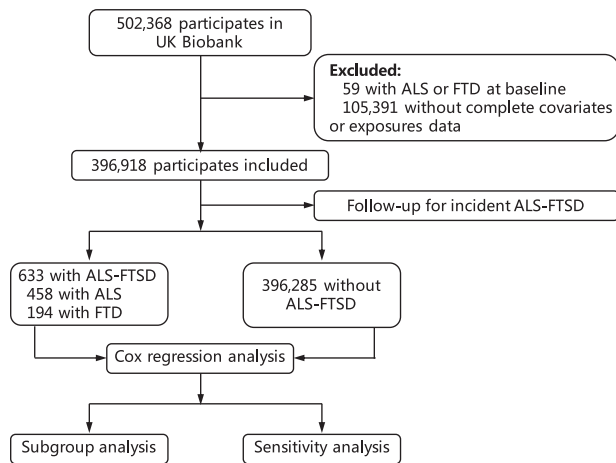 502,368 participates in
UK Biobank
Excluded:
59 with ALS or FTD at baseline
105,391 without complete covariates
or exposures data
396,918 participates included
Follow-up for incident ALS-FTSD
633 with ALS-FTSD
458 with ALS
194 with FTD
396,285 without
ALS-FTSD
Cox regression analysis
Subgroup analysis
Sensitivity analysis